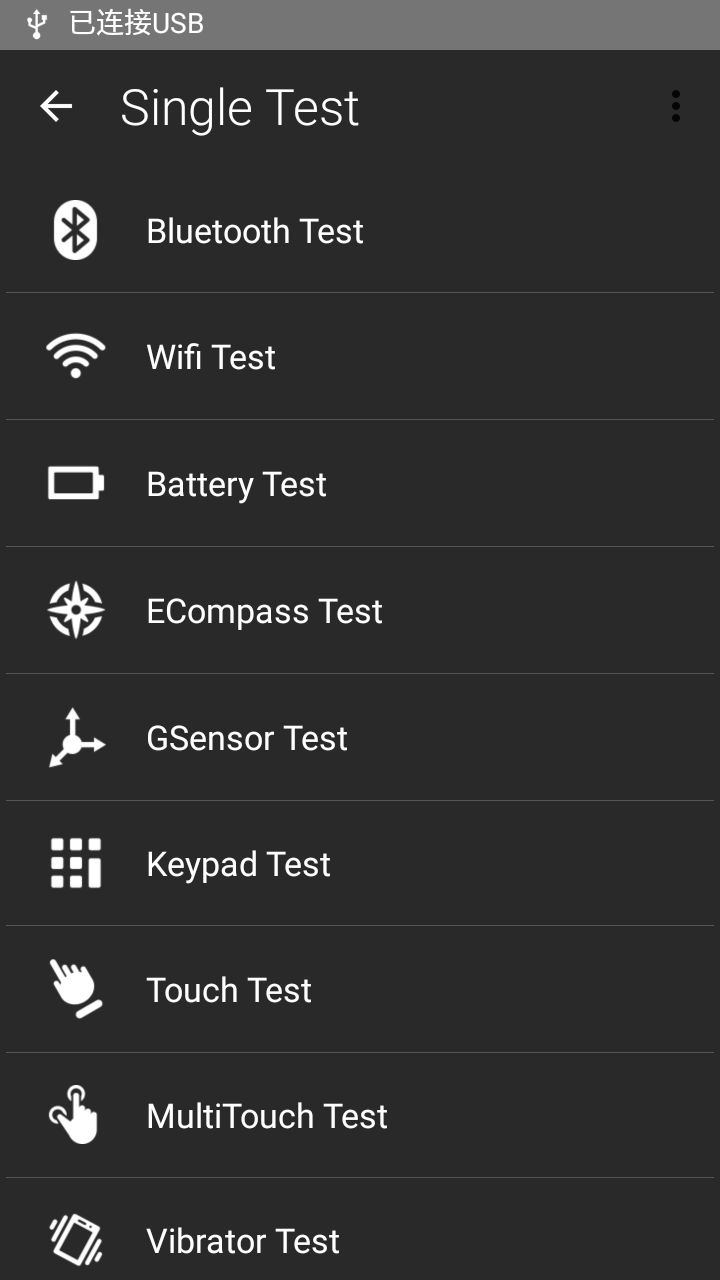 已连接USB
Single Test
Bluetooth Test
Wifi Test
Battery Test
ECompass Test
GSensor Test
Keypad Test
Touch Test
MultiTouch Test
Vibrator Test